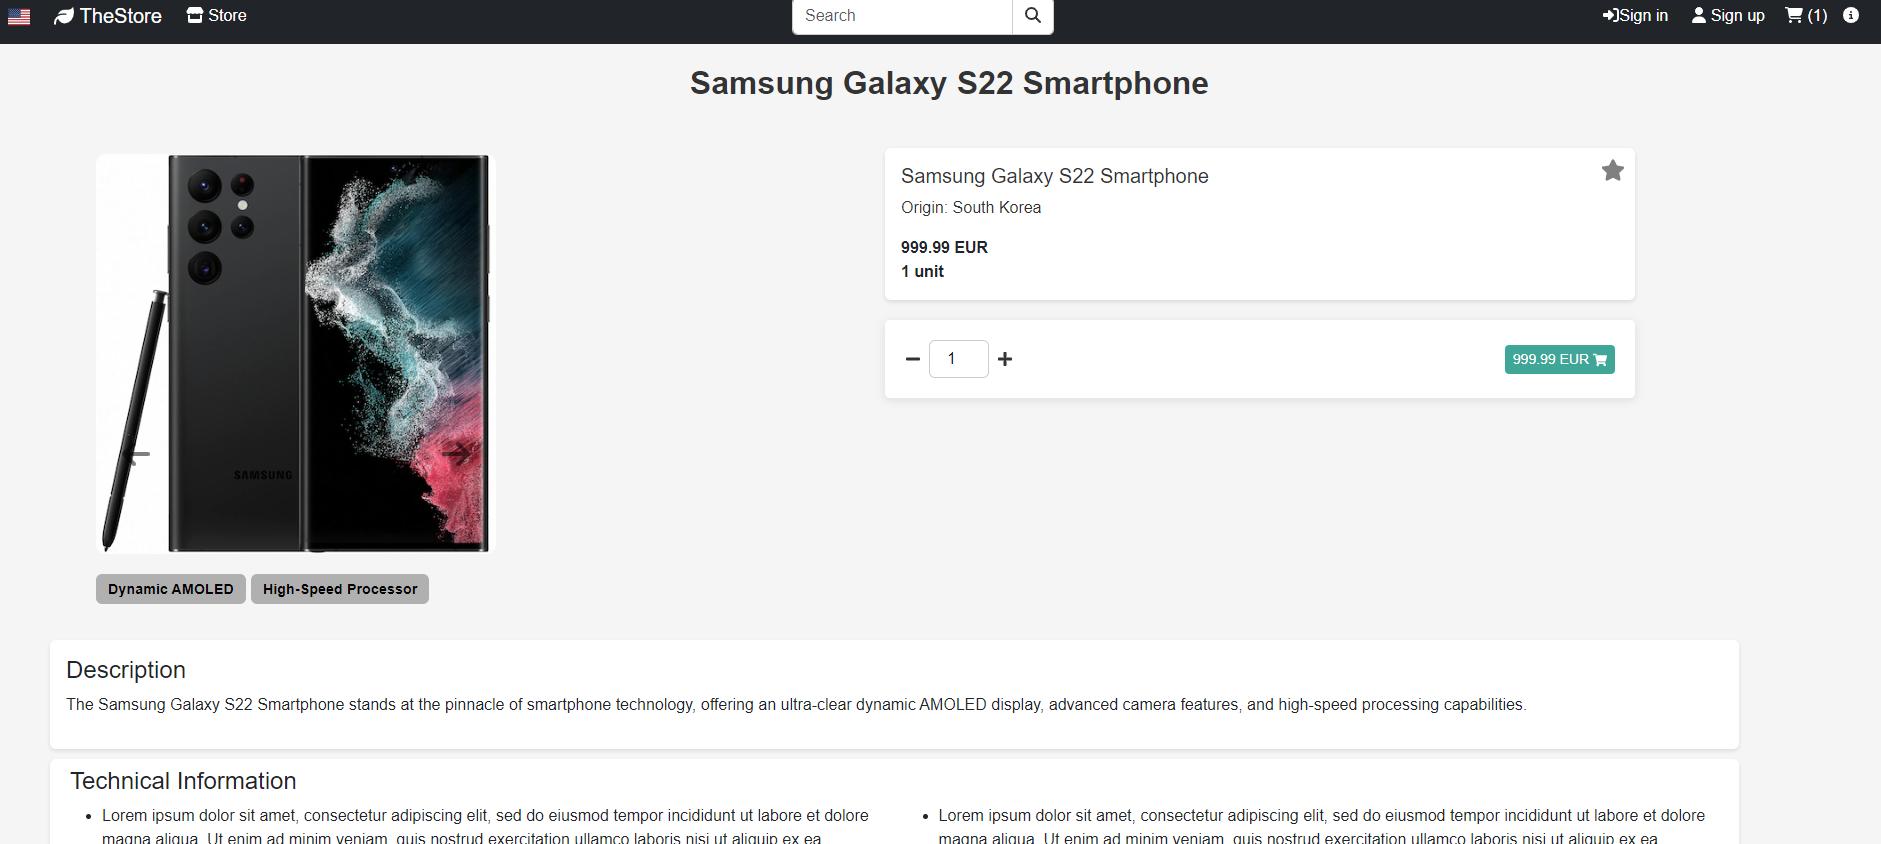 TheStore Store Search Sign in Sign up (1)
Samsung Galaxy S22 Smartphone
SAMSUNG
Samsung Galaxy S22 Smartphone
Origin: South Korea
999.99 EUR
1 unit
1 999.99 EUR
Dynamic AMOLED High-Speed Processor
Description
The Samsung Galaxy S22 Smartphone stands at the pinnacle of smartphone technology, offering an ultra-clear dynamic AMOLED display, advanced camera features, and high-speed processing capabilities.
Technical Information
Lorem ipsum dolor sit amet, consectetur adipiscing elit, sed do eiusmod tempor incididunt ut labore et dolore
magna aliqua. Ut enim ad minim veniam, quis nostrud exercitation ullamco laboris nisi ut aliquip ex ea
Lorem ipsum dolor sit amet, consectetur adipiscing elit, sed do eiusmod tempor incididunt ut labore et dolore
magna aliqua. Ut enim ad minim veniam, quis nostrud exercitation ullamco laboris nisi ut aliquip ex ea